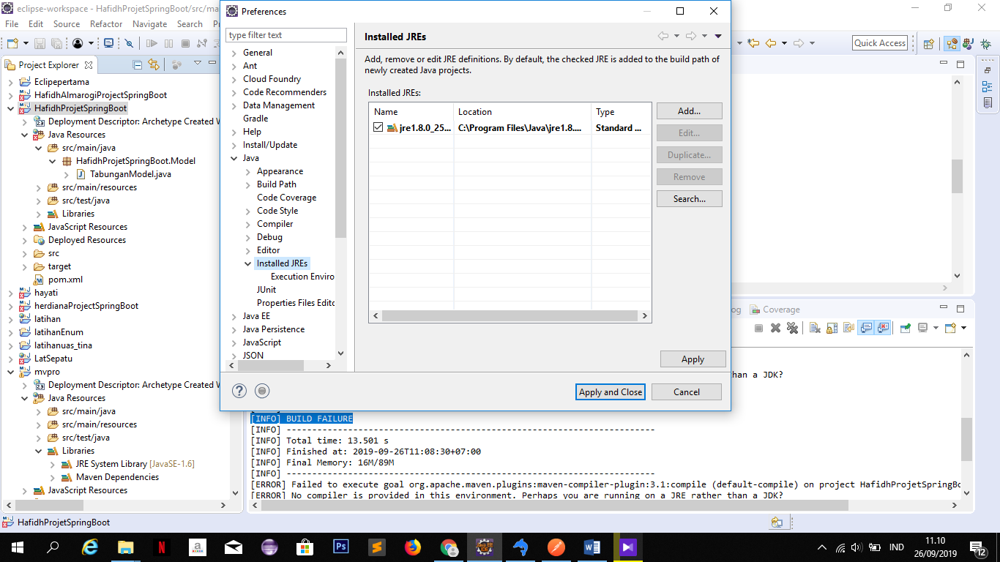 eclipse-workspace - HafidhProjetSpringBoot/src/ma
File Edit Source Refactor Navigate Search
Quick Access
Project Explorer
Eclipepertama
HafidhAlmarogiProjectSpringBoot
HafidhProjetSpringBoot
Deployment Descriptor: Archetype Created W
Java Resources
src/main/java
HafidhProjetSpringBoot.Model
TabunganModel.java
src/main/resources
src/test/java
Libraries
JavaScript Resources
Deployed Resources
src
target
pom.xml
hayati
herdianaProjectSpringBoot
latihan
latihanEnum
latihanuas_tina
LatSepatu
mvpro
Deployment Descriptor: Archetype Created W
Java Resources
src/main/java
src/main/resources
src/test/java
Libraries
JRE System Library [JavaSE-1.6]
Maven Dependencies
JavaScript Resources
HafidhProjetSpringBoot
Preferences
type filter text
General
Ant
Cloud Foundry
Code Recommenders
Data Management
Gradle
Help
Install/Update
Java
Appearance
Build Path
Code Coverage
Code Style
Compiler
Debug
Editor
Installed JREs
Execution Enviro
JUnit
Properties Files Edito
Java EE
Java Persistence
JavaScript
JSON
Installed JREs
Add, remove or edit JRE definitions. By default, the checked JRE is added to the build path of
newly created Java projects.
Installed JREs:
Name Location Type
jre1.8.0_25... C:\Program Files\Java\jre1.8.... Standard ...
Add...
Edit...
Duplicate...
Remove
Search...
Apply
Apply and Close Cancel
og Coverage
han a JDK?
[INFO] BUILD FAILURE
[INFO] ------------------------------------------------------------------------
[INFO] Total time: 13.501 s
[INFO] Finished at: 2019-09-26T11:08:30+07:00
[INFO] Final Memory: 16M/89M
[INFO] ------------------------------------------------------------------------
[ERROR] Failed to execute goal org.apache.maven.plugins:maven-compiler-plugin:3.1:compile (default-compile) on project HafidhProjetSpringBo
[ERROR] No compiler is provided in this environment. Perhaps you are running on a JRE rather than a JDK?
IND
11.10
26/09/2019
12